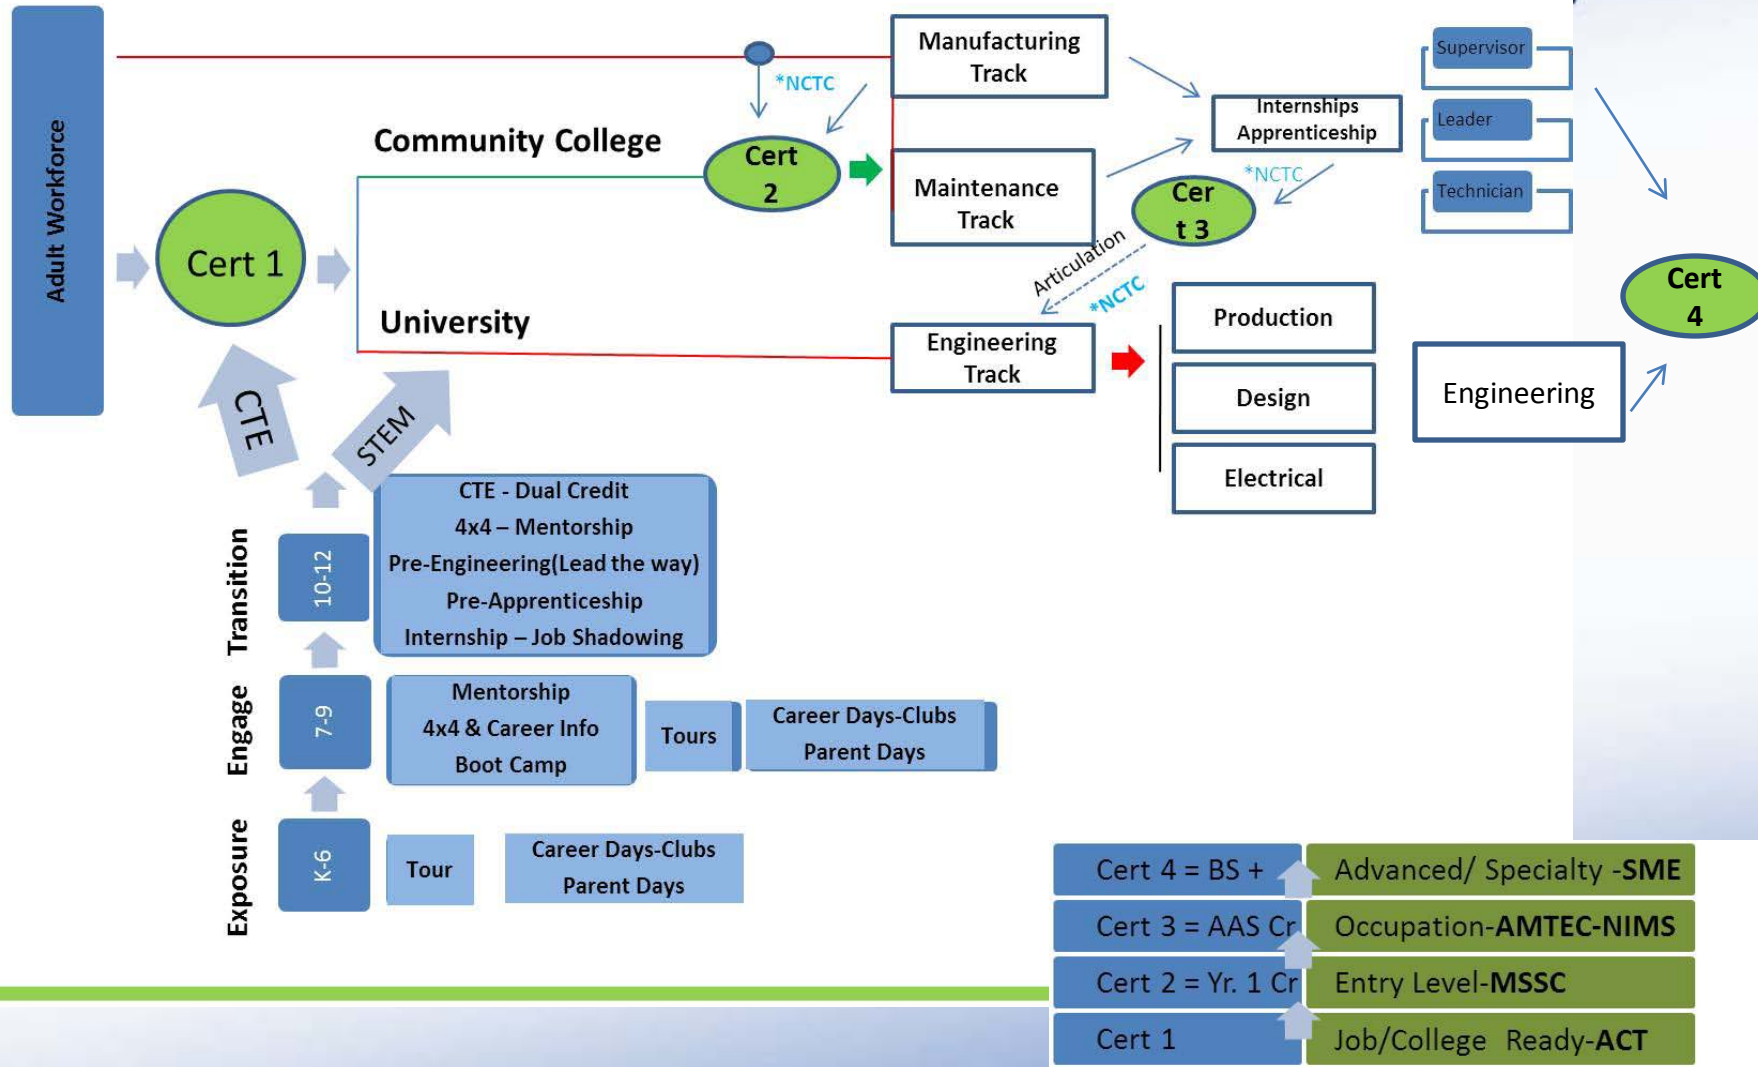 Adult Workforce
Cert 1
Community College
University
*NCTC
Cert
2
Manufacturing
Track
Maintenance
Track
Internships
Apprenticeship
*NCTC
Cer
t 3
Articulation
*NCTC
Engineering
Track
Production
Design
Electrical
Supervisor
Leader
Technician
Cert
4
Engineering
CTE
STEM
Transition
10-12
CTE - Dual Credit
4x4 – Mentorship
Pre-Engineering(Lead the way)
Pre-Apprenticeship
Internship – Job Shadowing
Engage
7-9
Mentorship
4x4 & Career Info
Boot Camp
Tours
Career Days-Clubs
Parent Days
Exposure
K-6
Tour
Career Days-Clubs
Parent Days
Cert 4 = BS + Advanced/ Specialty -SME
Cert 3 = AAS Cr Occupation-AMTEC-NIMS
Cert 2 = Yr. 1 Cr Entry Level-MSSC
Cert 1 Job/College Ready-ACT